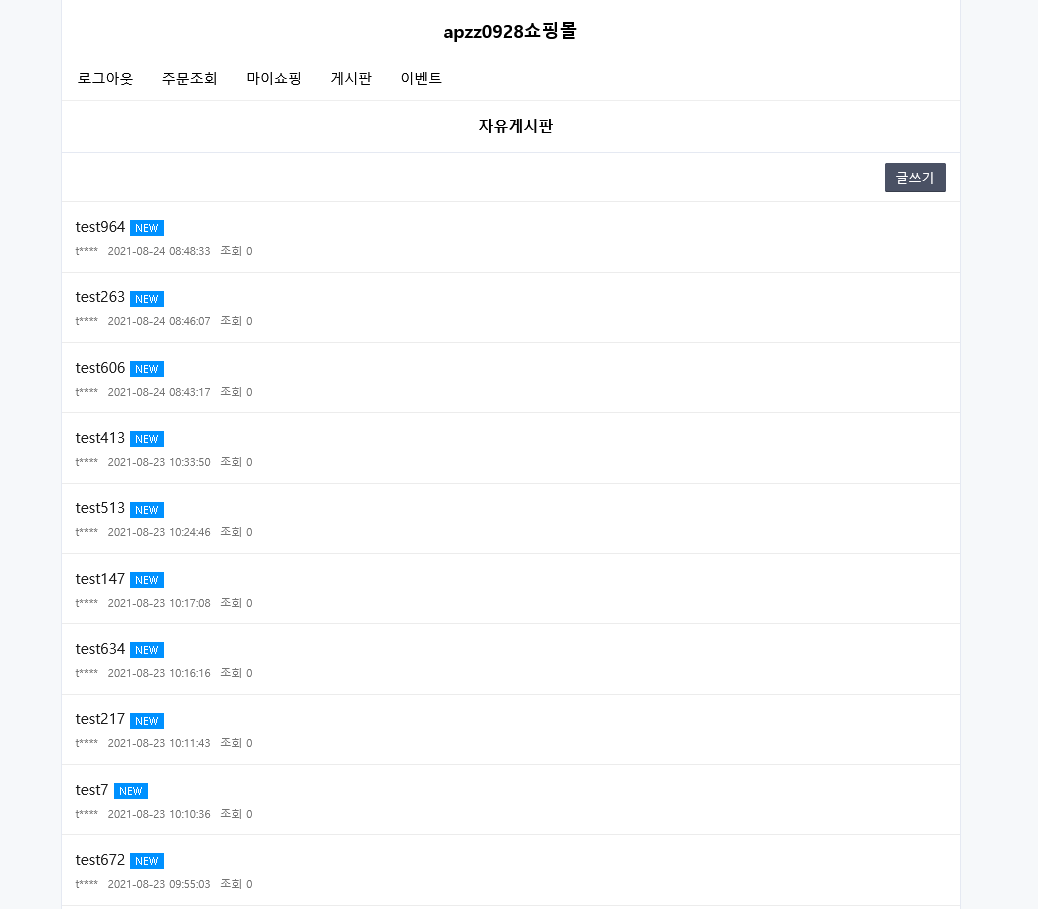 apzz0928쇼핑몰
로그아웃 주문조회 마이쇼핑 게시판 이벤트
자유게시판
글쓰기
test964 NEW
t**** 2021-08-24 08:48:33 조회 0
test263 NEW
t**** 2021-08-24 08:46:07 조회 0
test606 NEW
t**** 2021-08-24 08:43:17 조회 0
test413 NEW
t**** 2021-08-23 10:33:50 조회 0
test513 NEW
t**** 2021-08-23 10:24:46 조회 0
test147 NEW
t**** 2021-08-23 10:17:08 조회 0
test634 NEW
t**** 2021-08-23 10:16:16 조회 0
test217 NEW
t**** 2021-08-23 10:11:43 조회 0
test7 NEW
t**** 2021-08-23 10:10:36 조회 0
test672 NEW
t**** 2021-08-23 09:55:03 조회 0